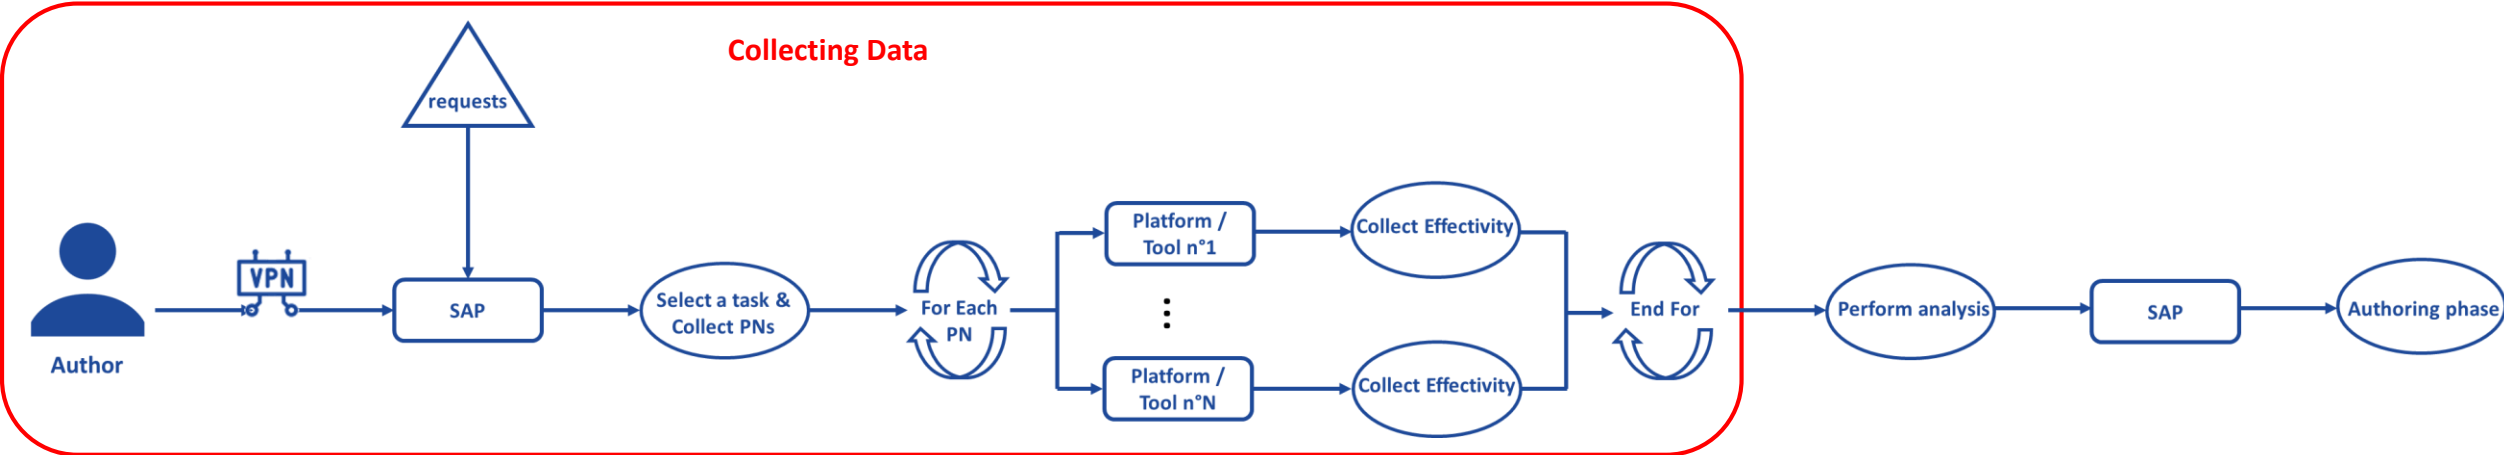 Collecting Data
requests
VPN
Author
SAP
Select a task &
Collect PNs
For Each
PN
Platform /
Tool n°1
Collect Effectivity
Platform /
Tool n°N
Collect Effectivity
End For
Perform analysis
SAP
Authoring phase